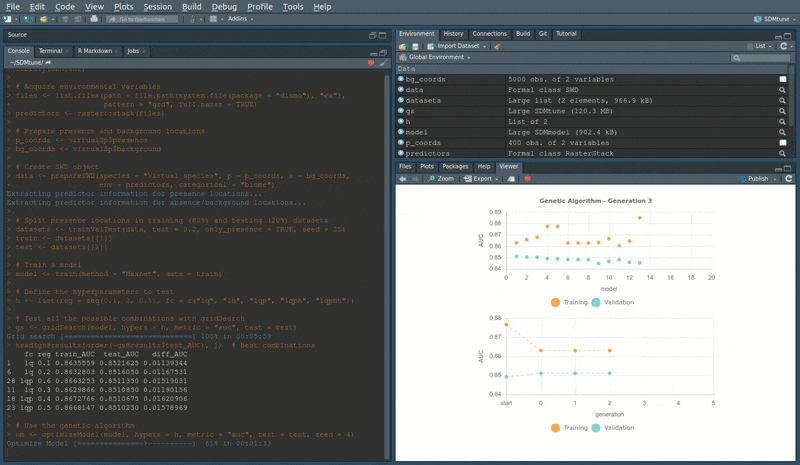 File Edit Code View Plots Session Build Debug Profile Tools Help
Go to file/function Addins SDMtune
Source
Console Terminal R Markdown Jobs
~/SDMtune/
>
> # Acquire environmental variables
> files <- list.files(path = file.path(system.file(package = "dismo"), "ex"),
+ pattern = "grd", full.names = TRUE)
> predictors <- raster::stack(files)
>
> # Prepare presence and background locations
> p_coords <- virtualSp$presence
> bg_coords <- virtualSp$background
>
> # Create SWD object
> data <- prepareSWD(species = "Virtual species", p = p_coords, a = bg_coords,
+ env = predictors, categorical = "biome")
Extracting predictor information for presence locations...
Extracting predictor information for absence/background locations...
>
> # Split presence locations in training (80%) and testing (20%) datasets
> datasets <- trainValTest(data, test = 0.2, only_presence = TRUE, seed = 25)
> train <- datasets[[1]]
> test <- datasets[[2]]
>
> # Train a model
> model <- train(method = "Maxnet", data = train)
>
> # Define the hyperparameters to test
> h <- list(reg = seq(0.1, 3, 0.1), fc = c("lq", "lh", "lqp", "lqph", "lqpht"))
>
> # Test all the possible combinations with gridSearch
> gs <- gridSearch(model, hypers = h, metric = "auc", test = test)
Grid search [==============================] 100% in 00:05:59
> head(gs@results[order(-gs@results$test_AUC), ]) # Best combinations
fc reg train_AUC test_AUC diff_AUC
1 lq 0.1 0.8635559 0.8521625 0.01139344
6 lq 0.2 0.8632803 0.8516050 0.01167531
28 lqp 0.6 0.8663253 0.8511350 0.01519031
11 lq 0.3 0.8629866 0.8510850 0.01190156
18 lqp 0.4 0.8672766 0.8510675 0.01620906
23 lqp 0.5 0.8668147 0.8510250 0.01578969
>
> # Use the genetic algorithm
> om <- optimizeModel(model, hypers = h, metric = "auc", test = test, seed = 4)
Optimize Model [================>----------] 61% in 00:01:33
Environment History Connections Build Git Tutorial
Import Dataset List
Global Environment
Data
bg_coords 5000 obs. of 2 variables
data Formal class SWD
datasets Large list (2 elements, 966.9 kB)
gs Large SDMtune (120.3 MB)
h List of 2
model Large SDMmodel (902.4 kB)
p_coords 400 obs. of 2 variables
predictors Formal class RasterStack
Files Plots Packages Help Viewer
Zoom Export Publish
Genetic Algorithm - Generation 3
0.89
0.88
0.87
0.86
0.85
0.84
AUC
0 1 2 3 4 5 6 7 8 9 10 11 12 13 14 16 18 20
model
Training Validation
0.88
0.87
0.86
0.85
0.84
AUC
start 0 1 2 3 4 5
generation
Training Validation